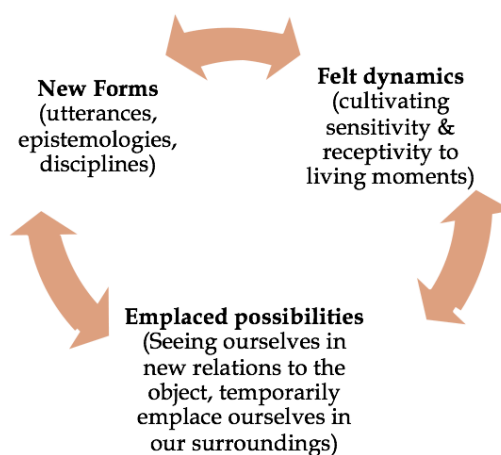 New Forms
(utterances,
epistemologies,
disciplines)
Felt dynamics
(cultivating
sensitivity &
receptivity to
living moments)
Emplaced possibilities
(Seeing ourselves in
new relations to the
object, temporarily
emplace ourselves in
our surroundings)